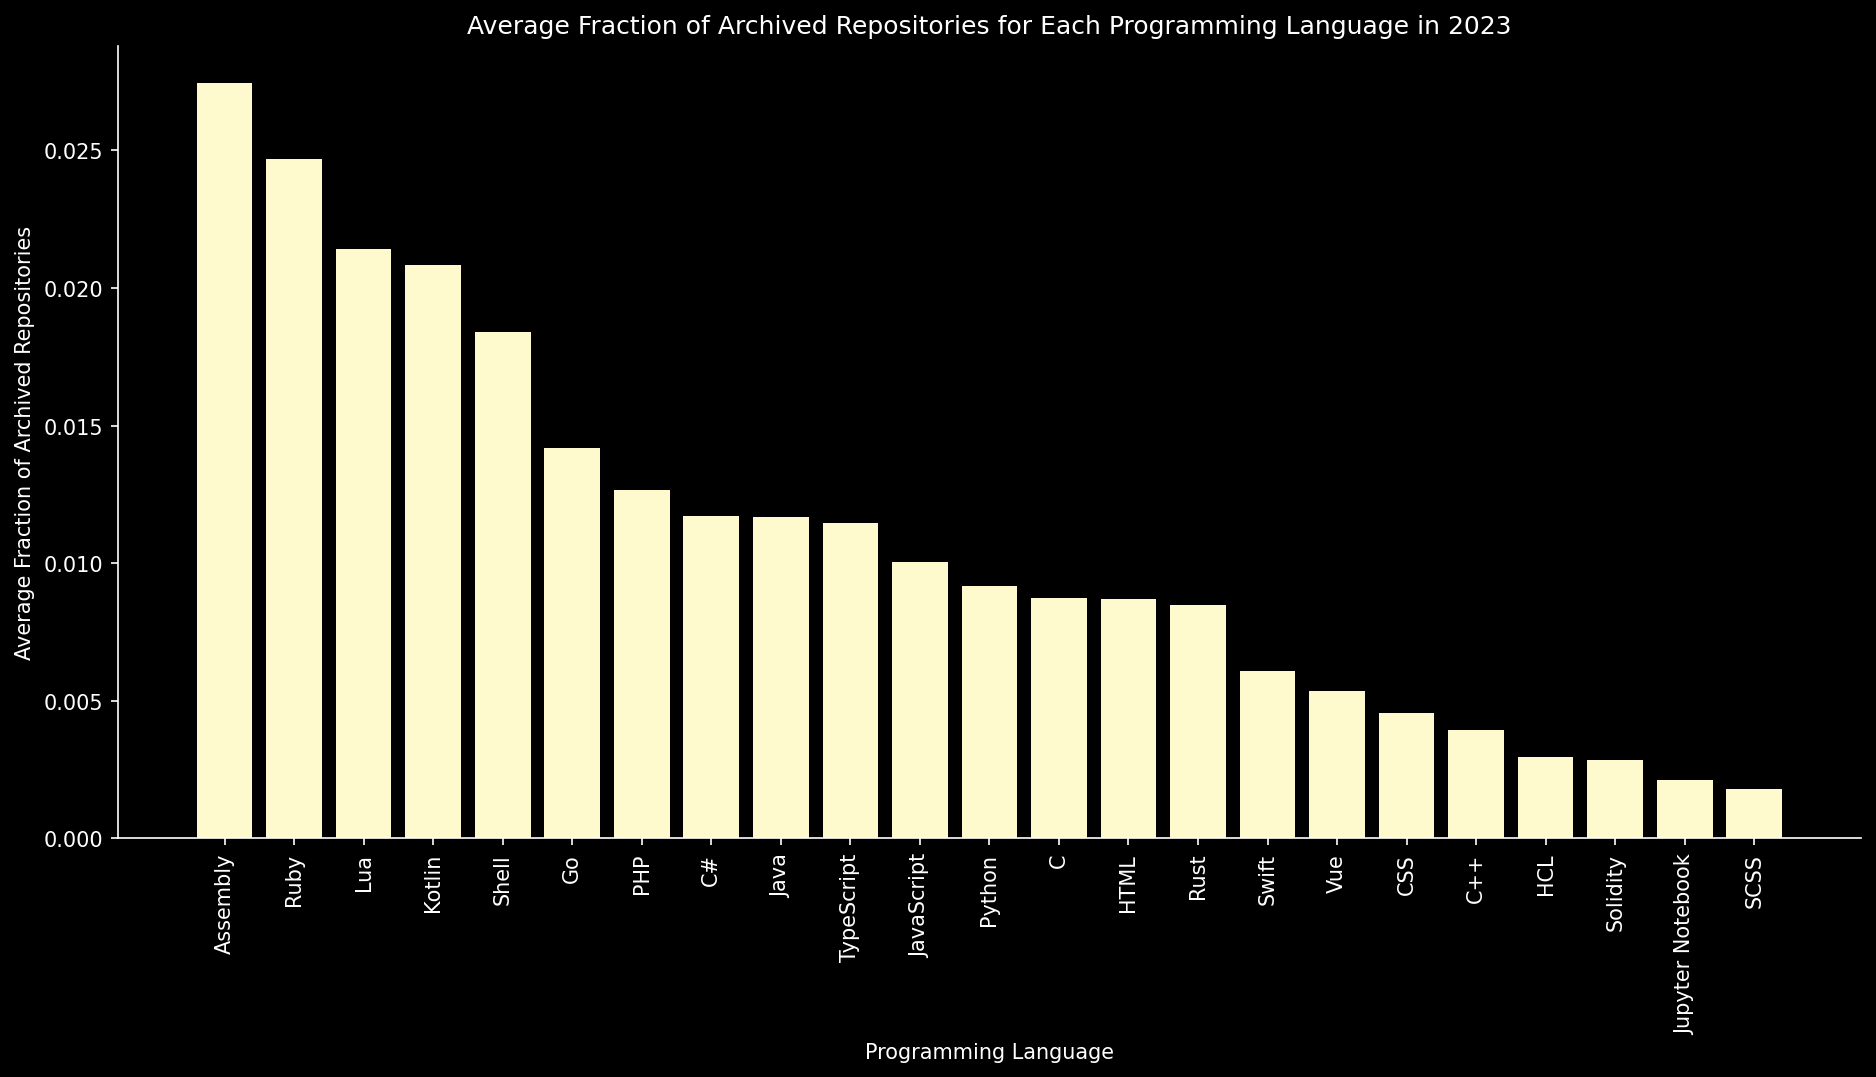 Average Fraction of Archived Repositories for Each Programming Language in 2023
Average Fraction of Archived Repositories
0.025
0.020
0.015
0.010
0.005
0.000
Assembly
Ruby
Lua
Kotlin
Shell
Go
PHP
C#
Java
TypeScript
JavaScript
Python
C
HTML
Rust
Swift
Vue
CSS
C++
HCL
Solidity
Jupyter Notebook
SCSS
Programming Language